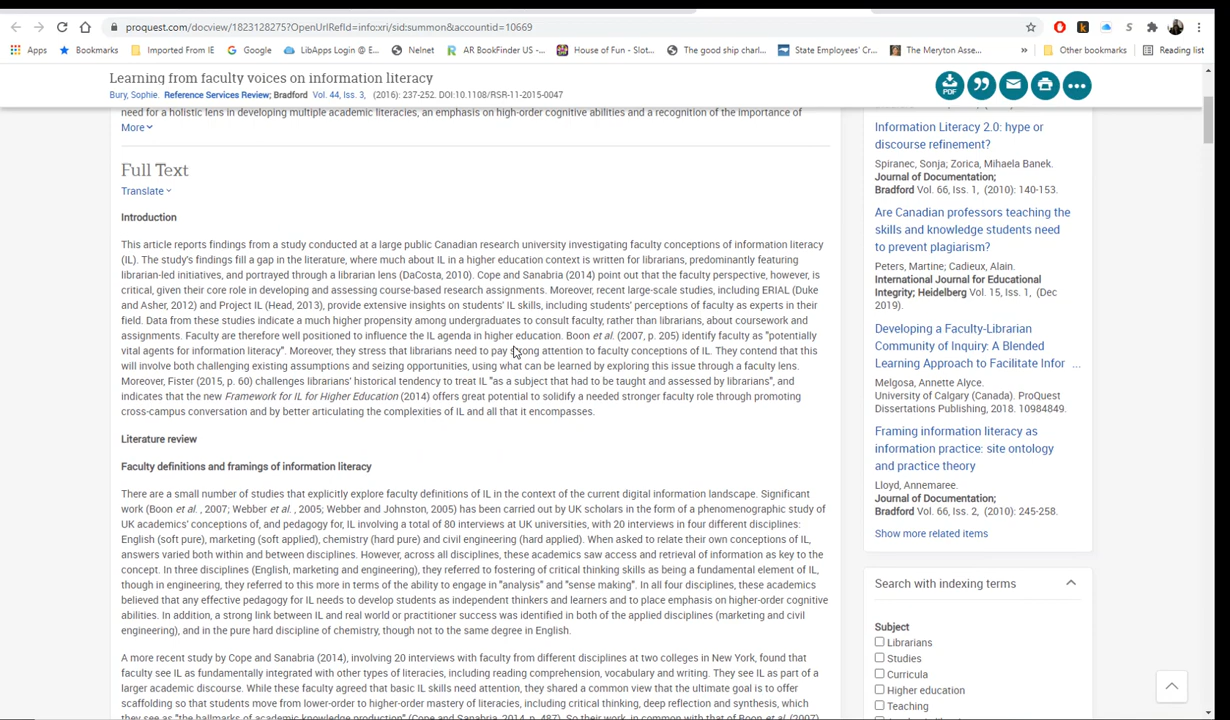 proquest.com/docview/1823128275?OpenUrlRefId=info:xri/sid:summon&accountid=10669
Apps
Bookmarks
Imported From IE
Google
LibApps Login @ E...
Nelnet
AR BookFinder US -...
House of Fun - Slot...
The good ship charl...
State Employees' Cr...
The Meryton Asse...
»
Other bookmarks
Reading list
Learning from faculty voices on information literacy
Bury, Sophie. Reference Services Review; Bradford Vol. 44, Iss. 3, (2016): 237-252. DOI:10.1108/RSR-11-2015-0047
PDF
need for a holistic lens in developing multiple academic literacies, an emphasis on high-order cognitive abilities and a recognition of the importance of
More
Full Text
Translate
Introduction
This article reports findings from a study conducted at a large public Canadian research university investigating faculty conceptions of information literacy
(IL). The study's findings fill a gap in the literature, where much about IL in a higher education context is written for librarians, predominantly featuring
librarian-led initiatives, and portrayed through a librarian lens (DaCosta, 2010). Cope and Sanabria (2014) point out that the faculty perspective, however, is
critical, given their core role in developing and assessing course-based research assignments. Moreover, recent large-scale studies, including ERIAL (Duke
and Asher, 2012) and Project IL (Head, 2013), provide extensive insights on students' IL skills, including students' perceptions of faculty as experts in their
field. Data from these studies indicate a much higher propensity among undergraduates to consult faculty, rather than librarians, about coursework and
assignments. Faculty are therefore well positioned to influence the IL agenda in higher education. Boon et al. (2007, p. 205) identify faculty as "potentially
vital agents for information literacy". Moreover, they stress that librarians need to pay strong attention to faculty conceptions of IL. They contend that this
will involve both challenging existing assumptions and seizing opportunities, using what can be learned by exploring this issue through a faculty lens.
Moreover, Fister (2015, p. 60) challenges librarians' historical tendency to treat IL "as a subject that had to be taught and assessed by librarians", and
indicates that the new Framework for IL for Higher Education (2014) offers great potential to solidify a needed stronger faculty role through promoting
cross-campus conversation and by better articulating the complexities of IL and all that it encompasses.
Literature review
Faculty definitions and framings of information literacy
There are a small number of studies that explicitly explore faculty definitions of IL in the context of the current digital information landscape. Significant
work (Boon et al. , 2007; Webber et al. , 2005; Webber and Johnston, 2005) has been carried out by UK scholars in the form of a phenomenographic study of
UK academics' conceptions of, and pedagogy for, IL involving a total of 80 interviews at UK universities, with 20 interviews in four different disciplines:
English (soft pure), marketing (soft applied), chemistry (hard pure) and civil engineering (hard applied). When asked to relate their own conceptions of IL,
answers varied both within and between disciplines. However, across all disciplines, these academics saw access and retrieval of information as key to the
concept. In three disciplines (English, marketing and engineering), they referred to fostering of critical thinking skills as being a fundamental element of IL,
though in engineering, they referred to this more in terms of the ability to engage in "analysis" and "sense making". In all four disciplines, these academics
believed that any effective pedagogy for IL needs to develop students as independent thinkers and learners and to place emphasis on higher-order cognitive
abilities. In addition, a strong link between IL and real world or practitioner success was identified in both of the applied disciplines (marketing and civil
engineering), and in the pure hard discipline of chemistry, though not to the same degree in English.
A more recent study by Cope and Sanabria (2014), involving 20 interviews with faculty from different disciplines at two colleges in New York, found that
faculty see IL as fundamentally integrated with other types of literacies, including reading comprehension, vocabulary and writing. They see IL as part of a
larger academic discourse. While these faculty agreed that basic IL skills need attention, they shared a common view that the ultimate goal is to offer
scaffolding so that students move from lower-order to higher-order mastery of literacies, including critical thinking, deep reflection and synthesis, which
they see as "the hallmarks of academic knowledge production" (Cope and Sanabria, 2014, p. 487). So their work, in common with that of Boon et al. (2007)
Information Literacy 2.0: hype or
discourse refinement?
Spiranec, Sonja; Zorica, Mihaela Banek.
Journal of Documentation;
Bradford Vol. 66, Iss. 1, (2010): 140-153.
Are Canadian professors teaching the
skills and knowledge students need
to prevent plagiarism?
Peters, Martine; Cadieux, Alain.
International Journal for Educational
Integrity; Heidelberg Vol. 15, Iss. 1, (Dec
2019).
Developing a Faculty-Librarian
Community of Inquiry: A Blended
Learning Approach to Facilitate Infor ...
Melgosa, Annette Alyce.
University of Calgary (Canada). ProQuest
Dissertations Publishing, 2018. 10984849.
Framing information literacy as
information practice: site ontology
and practice theory
Lloyd, Annemaree.
Journal of Documentation;
Bradford Vol. 66, Iss. 2, (2010): 245-258.
Show more related items
Search with indexing terms
Subject
Librarians
Studies
Curricula
Higher education
Teaching